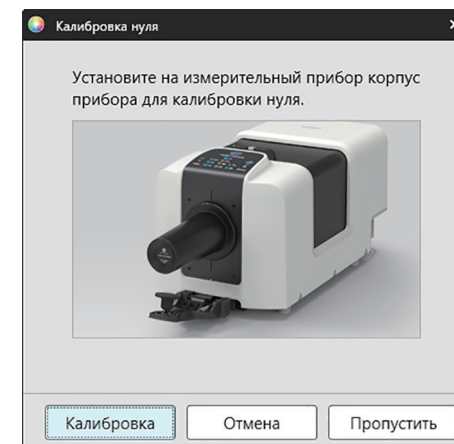 Калибровка нуля
Установите на измерительный прибор корпус
прибора для калибровки нуля.
Калибровка
Отмена
Пропустить